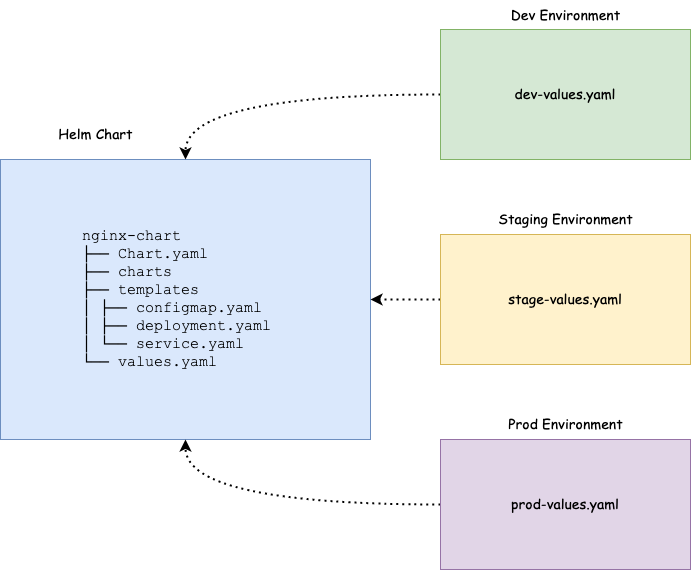 Dev Environment
dev-values.yaml
Helm Chart
nginx-chart
├── Chart.yaml
├── charts
├── templates
│ ├── configmap.yaml
│ ├── deployment.yaml
│ └── service.yaml
└── values.yaml
Staging Environment
stage-values.yaml
Prod Environment
prod-values.yaml